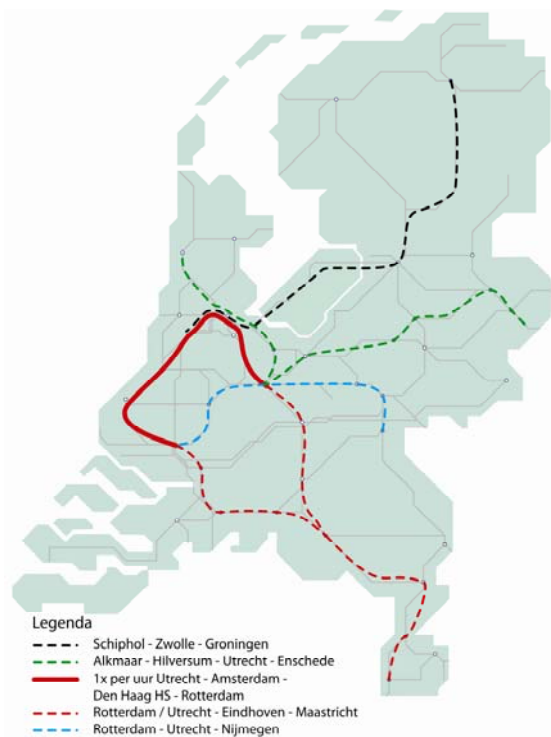 Legenda
Schiphol - Zwolle - Groningen
Alkmaar - Hilversum - Utrecht - Enschede
1x per uur Utrecht - Amsterdam -
Den Haag HS - Rotterdam
Rotterdam / Utrecht - Eindhoven - Maastricht
Rotterdam - Utrecht - Nijmegen